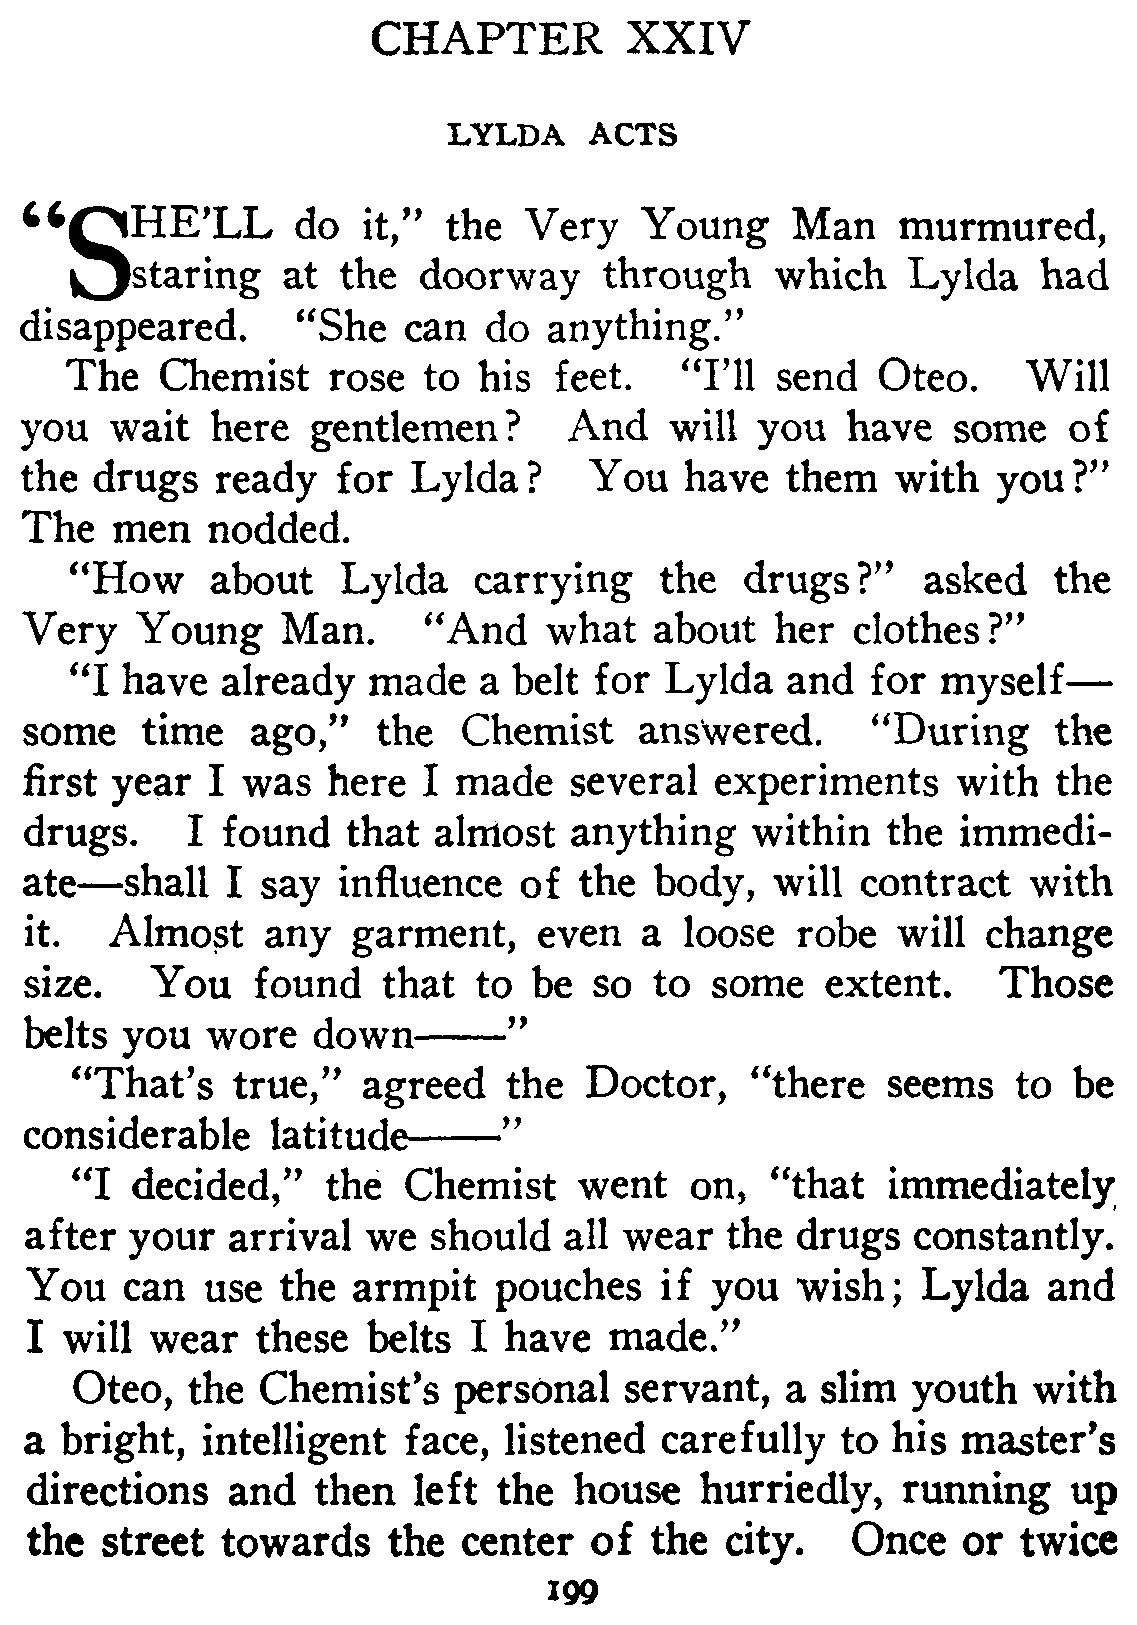 CHAPTER XXIV
LYLDA ACTS
“SHE’LL do it,” the Very Young Man murmured,
staring at the doorway through which Lylda had
disappeared. “She can do anything.”
The Chemist rose to his feet. “I’ll send Oteo. Will
you wait here gentlemen? And will you have some of
the drugs ready for Lylda? You have them with you?”
The men nodded.
“How about Lylda carrying the drugs?” asked the
Very Young Man. “And what about her clothes?”
“I have already made a belt for Lylda and for myself—
some time ago,” the Chemist answered. “During the
first year I was here I made several experiments with the
drugs. I found that almost anything within the immedi-
ate—shall I say influence of the body, will contract with
it. Almost any garment, even a loose robe will change
size. You found that to be so to some extent. Those
belts you wore down——”
“That’s true,” agreed the Doctor, “there seems to be
considerable latitude——”
“I decided,” the Chemist went on, “that immediately
after your arrival we should all wear the drugs constantly.
You can use the armpit pouches if you wish; Lylda and
I will wear these belts I have made.”
Oteo, the Chemist’s personal servant, a slim youth with
a bright, intelligent face, listened carefully to his master’s
directions and then left the house hurriedly, running up
the street towards the center of the city. Once or twice
199